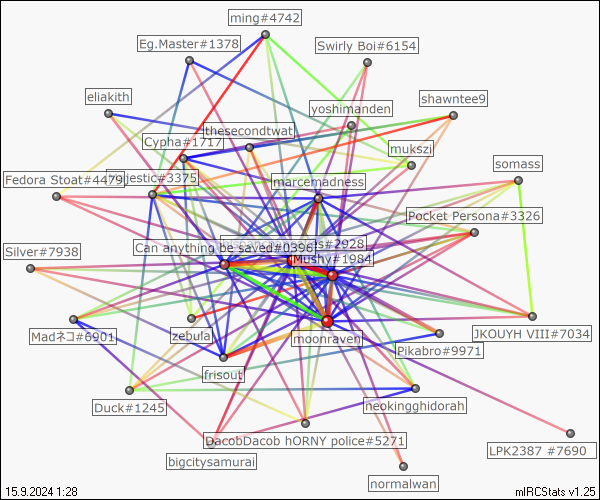 ming#4742
Eg.Master#1378
Swirly Boi#6154
eliakith
yoshimanden
shawntee9
thesecondtwat
Cypha#1717
mukszi
somass
Fedora Stoat#4479
jestic#3375
marcemadness
Pocket Persona#3326
Can anything be saved#0396
s#2928
Silver#7938
Mushy#1984
Madネコ#6901
zebulal
moonraven
JKOUYH VIII#7034
Pikabro#9971
frisout
Duck#1245
neokingghidorah
DacobDacob hORNY police#5271
LPK2387 #7690
bigcitysamurai
normalwan
15.9.2024 1:28
mIRCStats v1.25